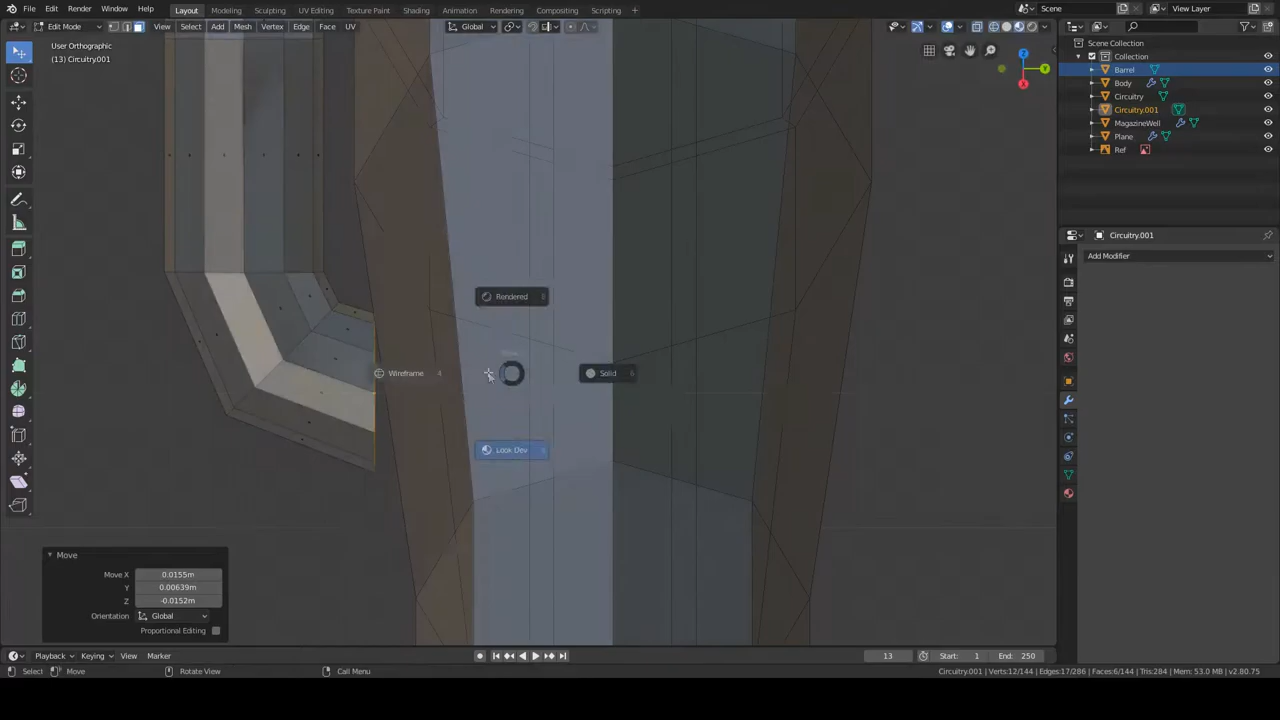 File Edit Render Window Help Layout Modeling Sculpting UV Editing Texture Paint Shading Animation Rendering Compositing Scripting + Scene View Layer
Edit Mode View Select Add Mesh Vertex Edge Face UV Global
User Orthographic
(13) Circuitry.001
Scene Collection
Collection
Barrel
Body
Circuitry
Circuitry.001
MagazineWell
Plane
Ref
Z
Y
X
Circuitry.001
Add Modifier
Rendered 8
Wireframe 4
Solid 6
Look Dev
Move
Move X 0.0155m
Y 0.00639m
Z -0.0152m
Orientation Global
Proportional Editing
Playback Keying View Marker 13 Start: 1 End: 250
Select Move Rotate View Call Menu Circuitry.001 | Verts:12/144 | Edges:17/286 | Faces:6/144 | Tris:284 | Mem: 53.0 MB | v2.80.75